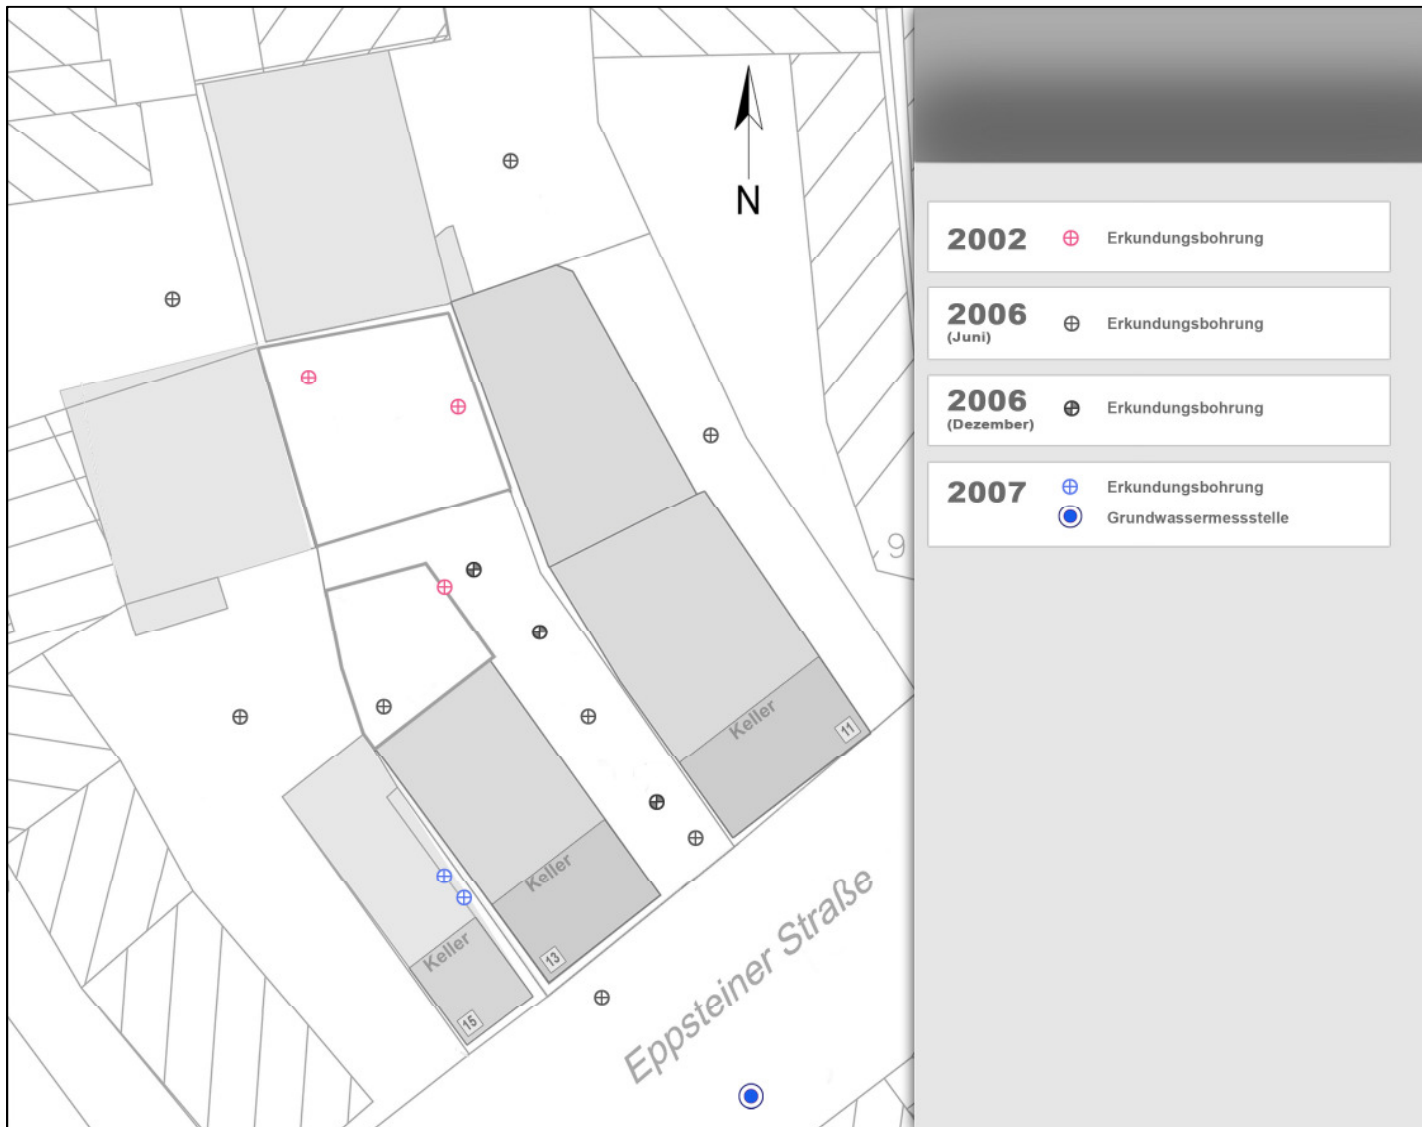 N
9
Keller
11
Keller
13
Keller
15
Eppsteiner Straße
2002 Erkundungsbohrung
2006 Erkundungsbohrung
(Juni)
2006 Erkundungsbohrung
(Dezember)
2007 Erkundungsbohrung
Grundwassermessstelle